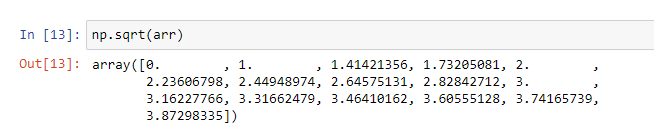 In [13]: np.sqrt(arr)
Out[13]: array([0.        , 1.        , 1.41421356, 1.73205081, 2.        ,
2.23606798, 2.44948974, 2.64575131, 2.82842712, 3.        ,
3.16227766, 3.31662479, 3.46410162, 3.60555128, 3.74165739,
3.87298335])